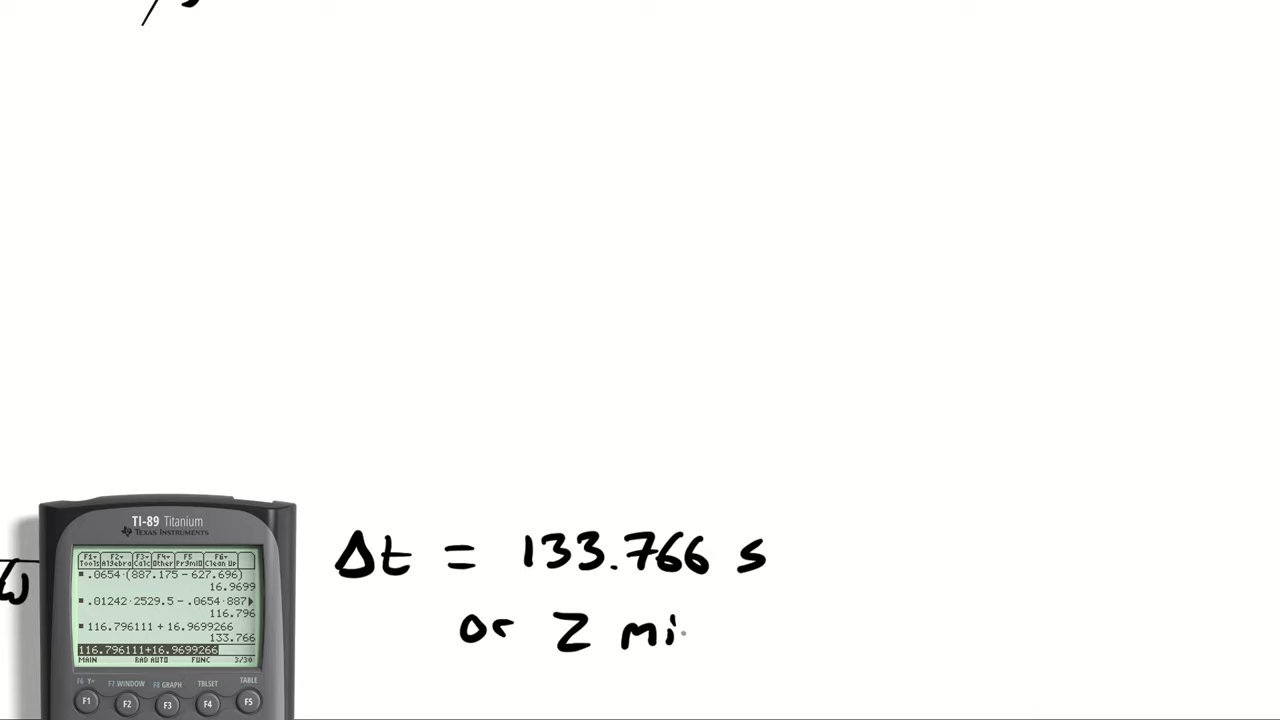 Δt = 133.766 s
or 2 mi
TI-89 Titanium
TEXAS INSTRUMENTS
F1▾ F2▾ F3▾ F4▾ F5 F6▾
Tools Algebra Calc Other PrgmIO Clean Up
▪ .0654·(887.175 − 627.696)
16.9699
▪ .01242·2529.5 − .0654·887▸
116.796
▪ 116.796111 + 16.9699266
133.766
116.796111+16.9699266
MAIN RAD AUTO FUNC 3/30
F6 Y= F7 WINDOW F8 GRAPH TBLSET TABLE
F1 F2 F3 F4 F5